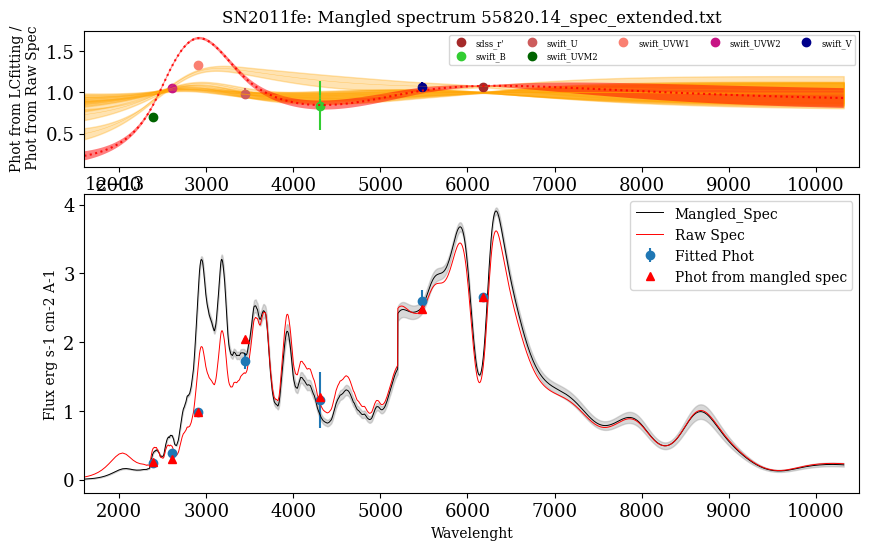 SN2011fe: Mangled spectrum 55820.14_spec_extended.txt
Phot from LCfitting /
Phot from Raw Spec
1.75
1.0
0.5
sdss_r' swift_U swift_UVW1 swift_UVW2 swift_V
swift_B swift_UVM2
2000 3000 4000 5000 6000 7000 8000 9000 10000
Flux erg s-1 cm-2 A-1
4
3
2
1
0
Mangled_Spec
Raw Spec
Fitted Phot
Phot from mangled spec
2000 3000 4000 5000 6000 7000 8000 9000 10000
Wavelenght